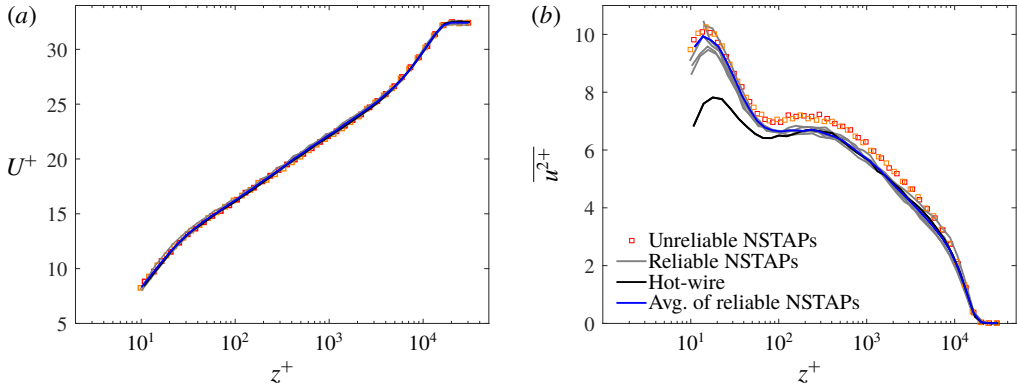 (a)
30
25
U⁺
20
15
10
5
10¹ 10² 10³ 10⁴
z⁺
(b)
10
8
u²⁺
6
4
2
0
Unreliable NSTAPs
Reliable NSTAPs
Hot-wire
Avg. of reliable NSTAPs
10¹ 10² 10³ 10⁴
z⁺